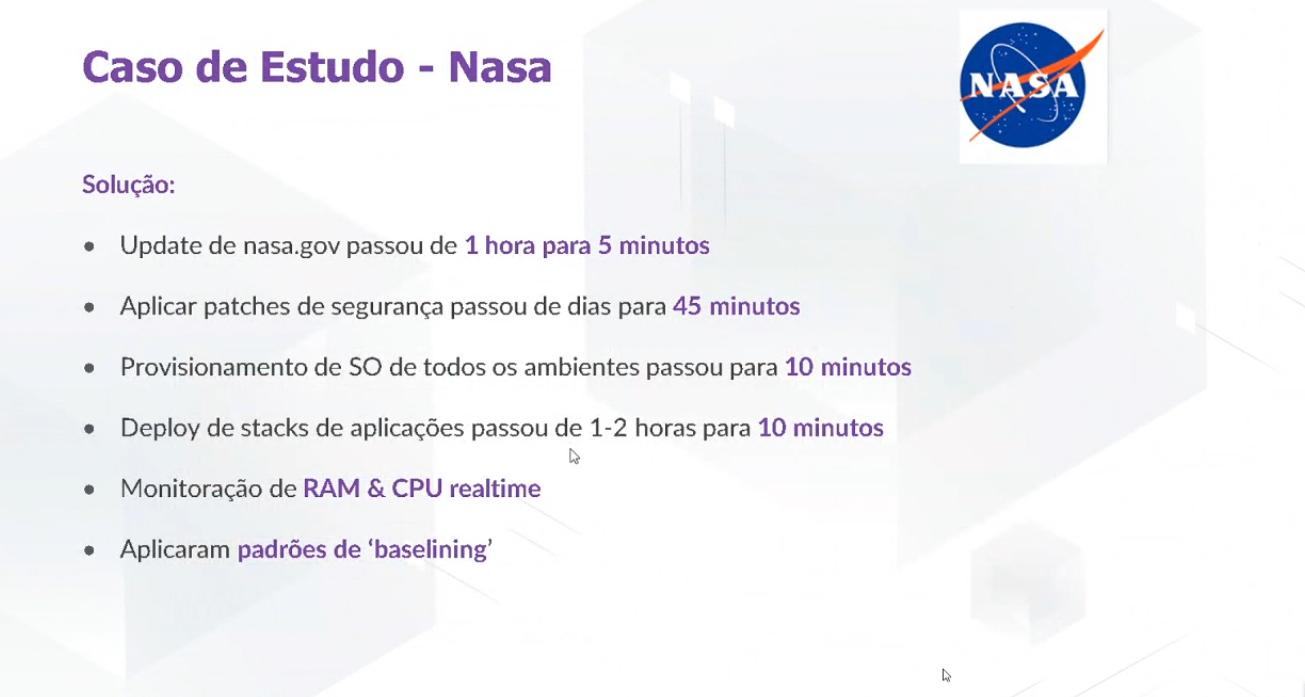 Caso de Estudo - Nasa
NASA
Solução:
• Update de nasa.gov passou de 1 hora para 5 minutos
• Aplicar patches de segurança passou de dias para 45 minutos
• Provisionamento de SO de todos os ambientes passou para 10 minutos
• Deploy de stacks de aplicações passou de 1-2 horas para 10 minutos
• Monitoração de RAM & CPU realtime
• Aplicaram padrões de ‘baselining’